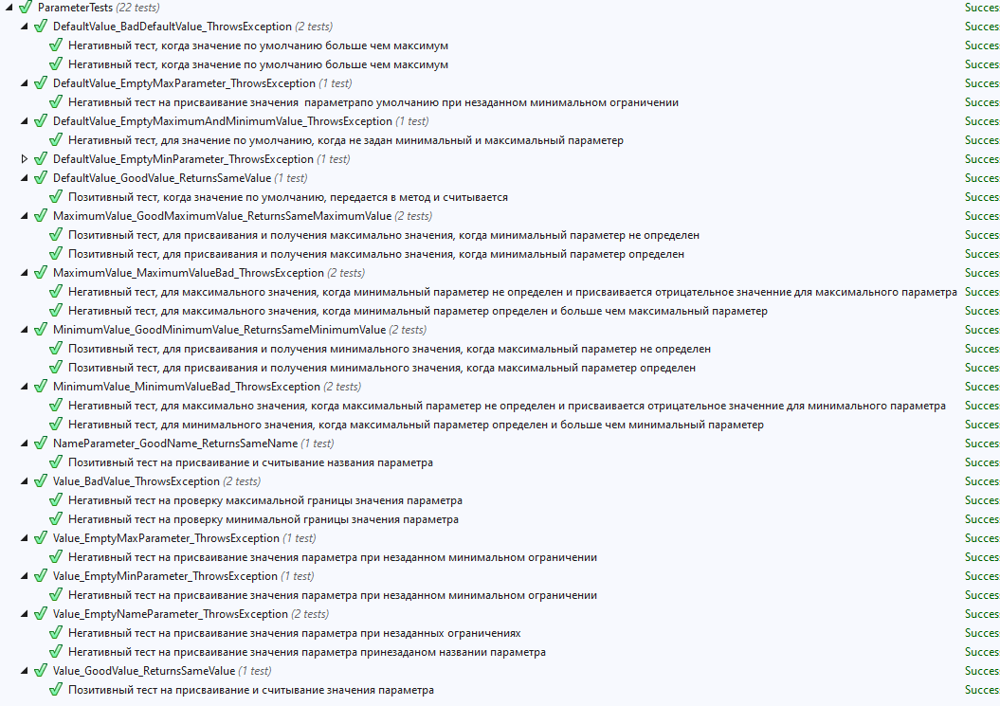 ParameterTests (22 tests) Succes
DefaultValue_BadDefaultValue_ThrowsException (2 tests) Succes
Негативный тест, когда значение по умолчанию больше чем максимум Succes
Негативный тест, когда значение по умолчанию больше чем максимум Succes
DefaultValue_EmptyMaxParameter_ThrowsException (1 test) Succes
Негативный тест на присваивание значения  параметрапо умолчанию при незаданном минимальном ограничении Succes
DefaultValue_EmptyMaximumAndMinimumValue_ThrowsException (1 test) Succes
Негативный тест, для значение по умолчанию, когда не задан минимальный и максимальный параметер Succes
DefaultValue_EmptyMinParameter_ThrowsException (1 test) Succes
DefaultValue_GoodValue_ReturnsSameValue (1 test) Succes
Позитивный тест, когда значение по умолчанию, передается в метод и считывается Succes
MaximumValue_GoodMaximumValue_ReturnsSameMaximumValue (2 tests) Succes
Позитивный тест, для присваивания и получения максимально значения, когда минимальный параметер не определен Succes
Позитивный тест, для присваивания и получения максимально значения, когда минимальный параметер определен Succes
MaximumValue_MaximumValueBad_ThrowsException (2 tests) Succes
Негативный тест, для максимального значения, когда минимальный параметер не определен и присваивается отрицательное значенние для максимального параметра Succes
Негативный тест, для максимального значения, когда минимальный параметер определен и больше чем максимальный параметер Succes
MinimumValue_GoodMinimumValue_ReturnsSameMinimumValue (2 tests) Succes
Позитивный тест, для присваивания и получения минимального значения, когда максимальный параметер не определен Succes
Позитивный тест, для присваивания и получения минимального значения, когда максимальный параметер определен Succes
MinimumValue_MinimumValueBad_ThrowsException (2 tests) Succes
Негативный тест, для максимально значения, когда максимальный параметер не определен и присваивается отрицательное значенние для минимального параметра Succes
Негативный тест, для минимального значения, когда максимальный параметер определен и больше чем минимальный параметер Succes
NameParameter_GoodName_ReturnsSameName (1 test) Succes
Позитивный тест на присваивание и считывание названия параметра Succes
Value_BadValue_ThrowsException (2 tests) Succes
Негативный тест на проверку максимальной границы значения параметра Succes
Негативный тест на проверку минимальной границы значения параметра Succes
Value_EmptyMaxParameter_ThrowsException (1 test) Succes
Негативный тест на присваивание значения параметра при незаданном минимальном ограничении Succes
Value_EmptyMinParameter_ThrowsException (1 test) Succes
Негативный тест на присваивание значения параметра при незаданном минимальном ограничении Succes
Value_EmptyNameParameter_ThrowsException (2 tests) Succes
Негативный тест на присваивание значения параметра при незаданных ограничениях Succes
Негативный тест на присваивание значения параметра принезаданом названии параметра Succes
Value_GoodValue_ReturnsSameValue (1 test) Succes
Позитивный тест на присваивание и считывание значения параметра Succes